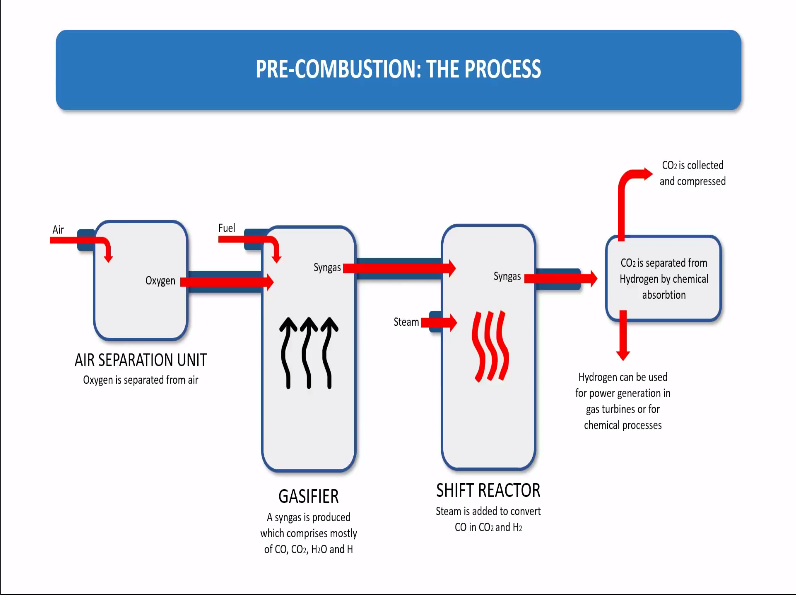 PRE-COMBUSTION: THE PROCESS
CO2 is collected
and compressed
Air
Fuel
Oxygen
Syngas
Syngas
Steam
CO2 is separated from
Hydrogen by chemical
absorbtion
AIR SEPARATION UNIT
Oxygen is separated from air
Hydrogen can be used
for power generation in
gas turbines or for
chemical processes
GASIFIER
A syngas is produced
which comprises mostly
of CO, CO2, H2O and H
SHIFT REACTOR
Steam is added to convert
CO in CO2 and H2